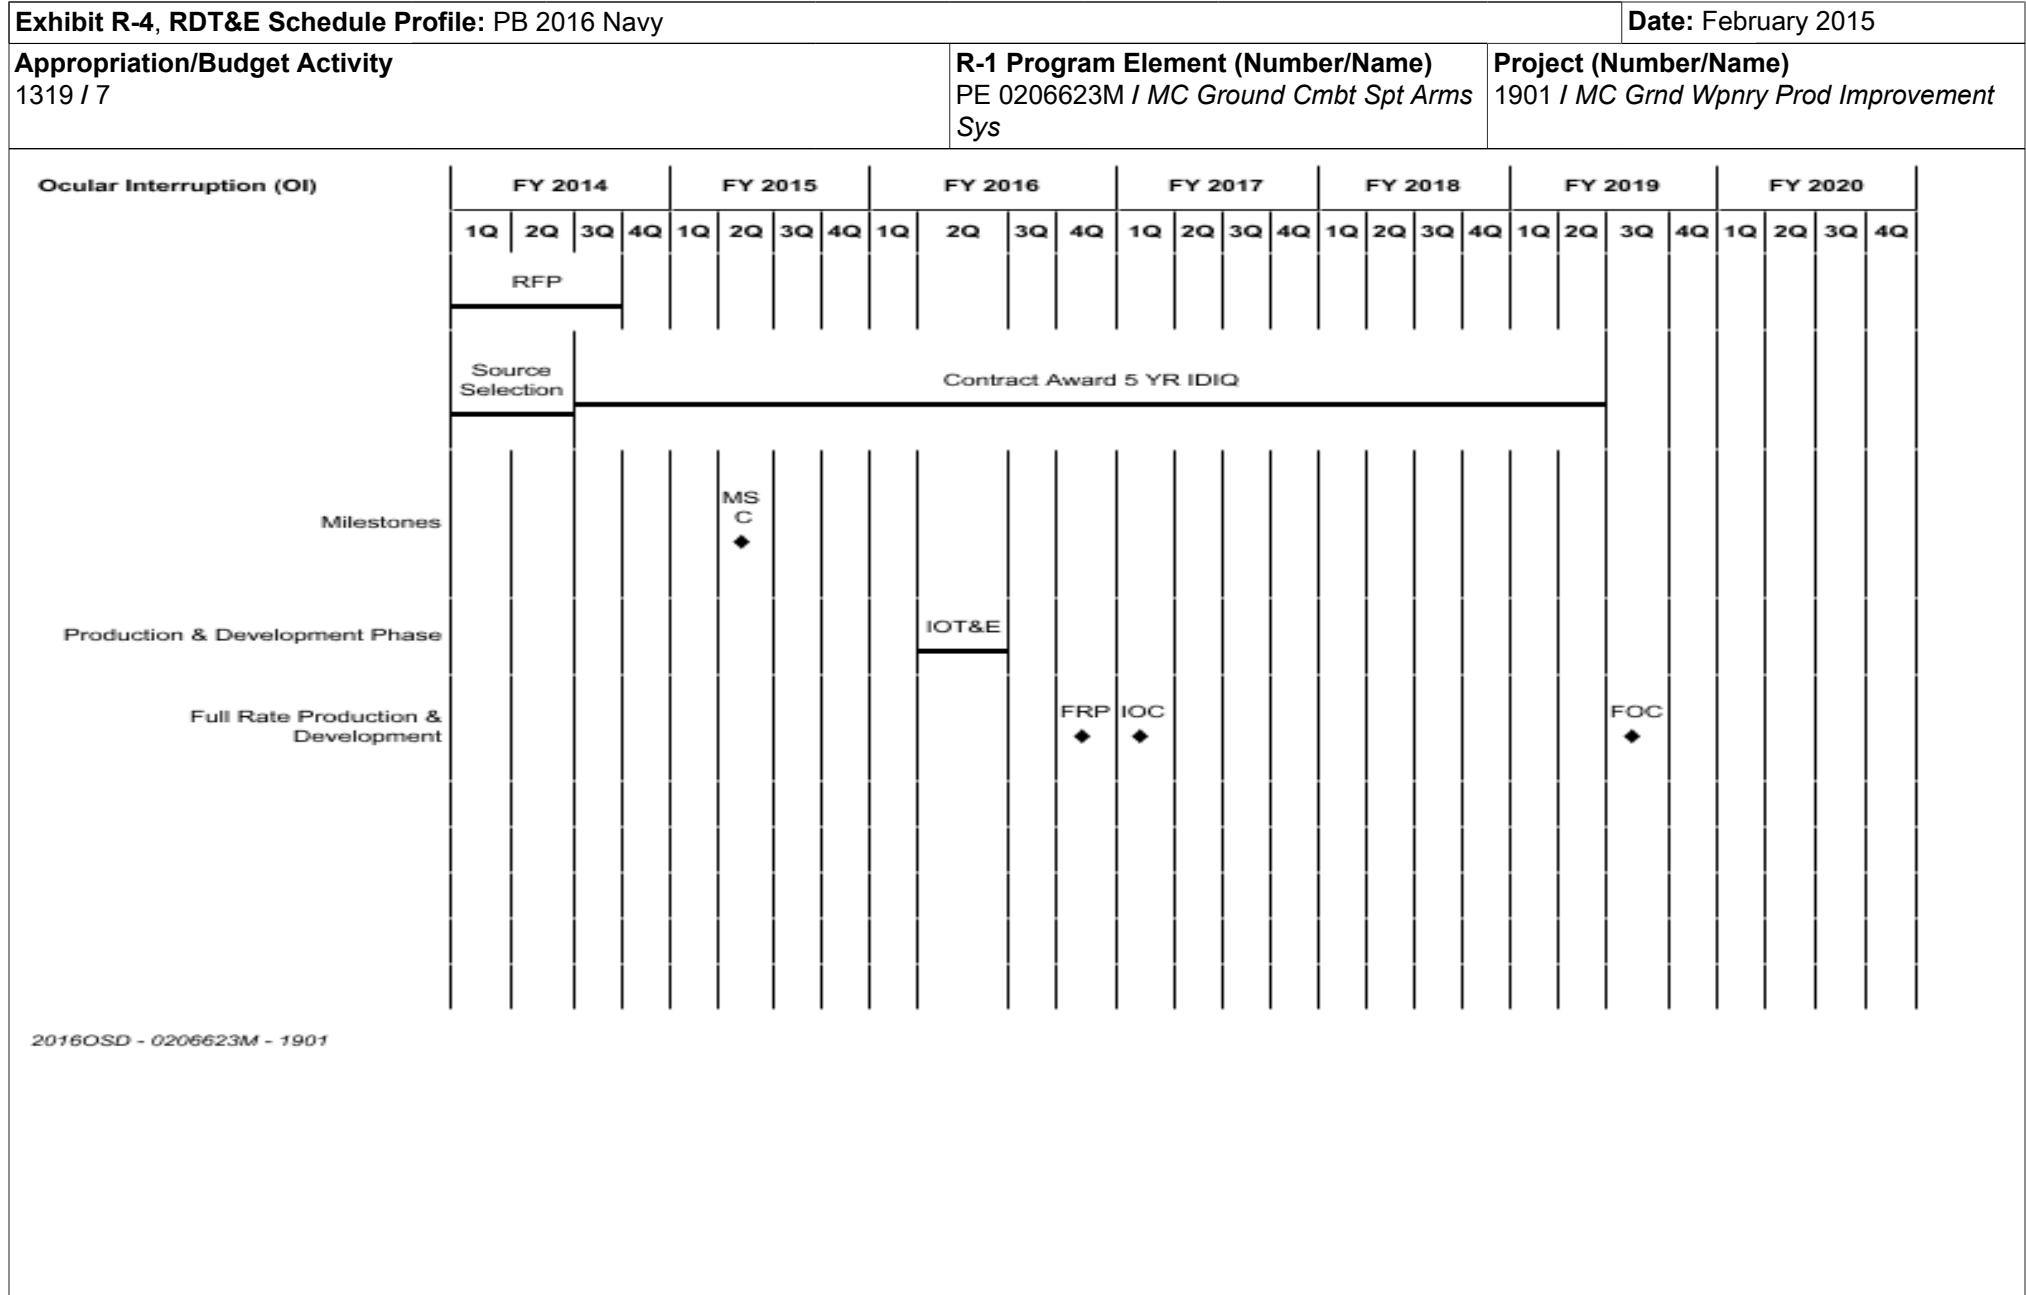 Exhibit R-4, RDT&E Schedule Profile: PB 2016 Navy
Date: February 2015
Appropriation/Budget Activity
1319 / 7
R-1 Program Element (Number/Name)
PE 0206623M / MC Ground Cmbt Spt Arms
Sys
Project (Number/Name)
1901 / MC Grnd Wpnry Prod Improvement
Ocular Interruption (OI)
FY 2014 FY 2015 FY 2016 FY 2017 FY 2018 FY 2019 FY 2020
1Q 2Q 3Q 4Q 1Q 2Q 3Q 4Q 1Q 2Q 3Q 4Q 1Q 2Q 3Q 4Q 1Q 2Q 3Q 4Q 1Q 2Q 3Q 4Q 1Q 2Q 3Q 4Q
RFP
Source
Selection
Contract Award 5 YR IDIQ
Milestones
MS
C
Production & Development Phase
IOT&E
Full Rate Production &
Development
FRP IOC FOC
2016OSD - 0206623M - 1901